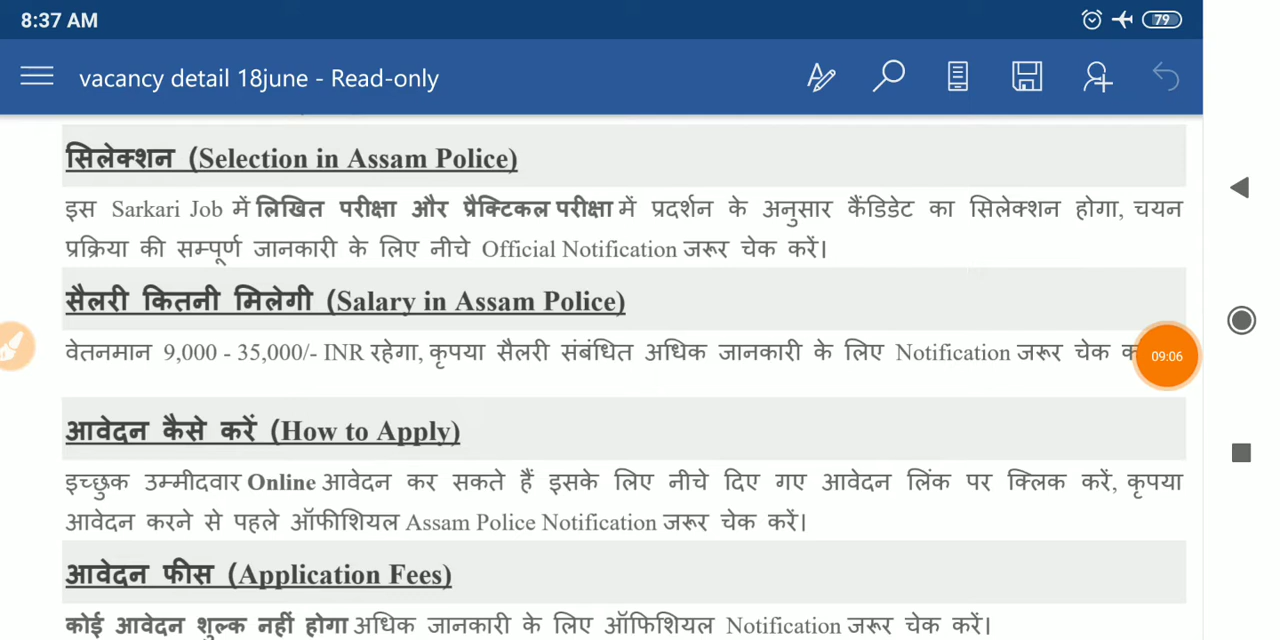 8:37 AM
79
vacancy detail 18june - Read-only
सिलेक्शन (Selection in Assam Police)
इस Sarkari Job में लिखित परीक्षा और प्रैक्टिकल परीक्षा में प्रदर्शन के अनुसार कैंडिडेट का सिलेक्शन होगा, चयन
प्रक्रिया की सम्पूर्ण जानकारी के लिए नीचे Official Notification जरूर चेक करें।
सैलरी कितनी मिलेगी (Salary in Assam Police)
वेतनमान 9,000 - 35,000/- INR रहेगा, कृपया सैलरी संबंधित अधिक जानकारी के लिए Notification जरूर चेक
09:06
आवेदन कैसे करें (How to Apply)
इच्छुक उम्मीदवार Online आवेदन कर सकते हैं इसके लिए नीचे दिए गए आवेदन लिंक पर क्लिक करें, कृपया
आवेदन करने से पहले ऑफीशियल Assam Police Notification जरूर चेक करें।
आवेदन फीस (Application Fees)
कोई आवेदन शुल्क नहीं होगा अधिक जानकारी के लिए ऑफिशियल Notification जरूर चेक करें।